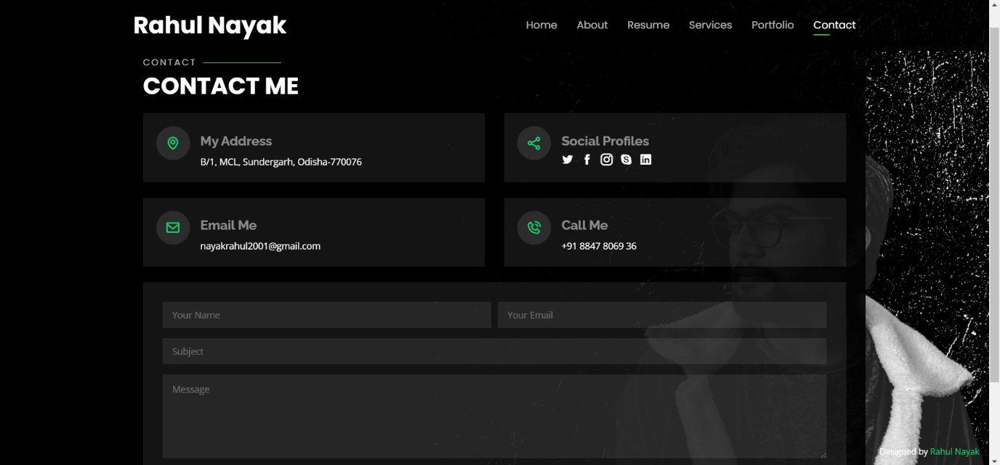 Rahul Nayak
Home About Resume Services Portfolio Contact
CONTACT
CONTACT ME
My Address
B/1, MCL, Sundergarh, Odisha-770076
Social Profiles
Email Me
nayakrahul2001@gmail.com
Call Me
+91 8847 8069 36
Your Name
Your Email
Subject
Message
Designed by Rahul Nayak